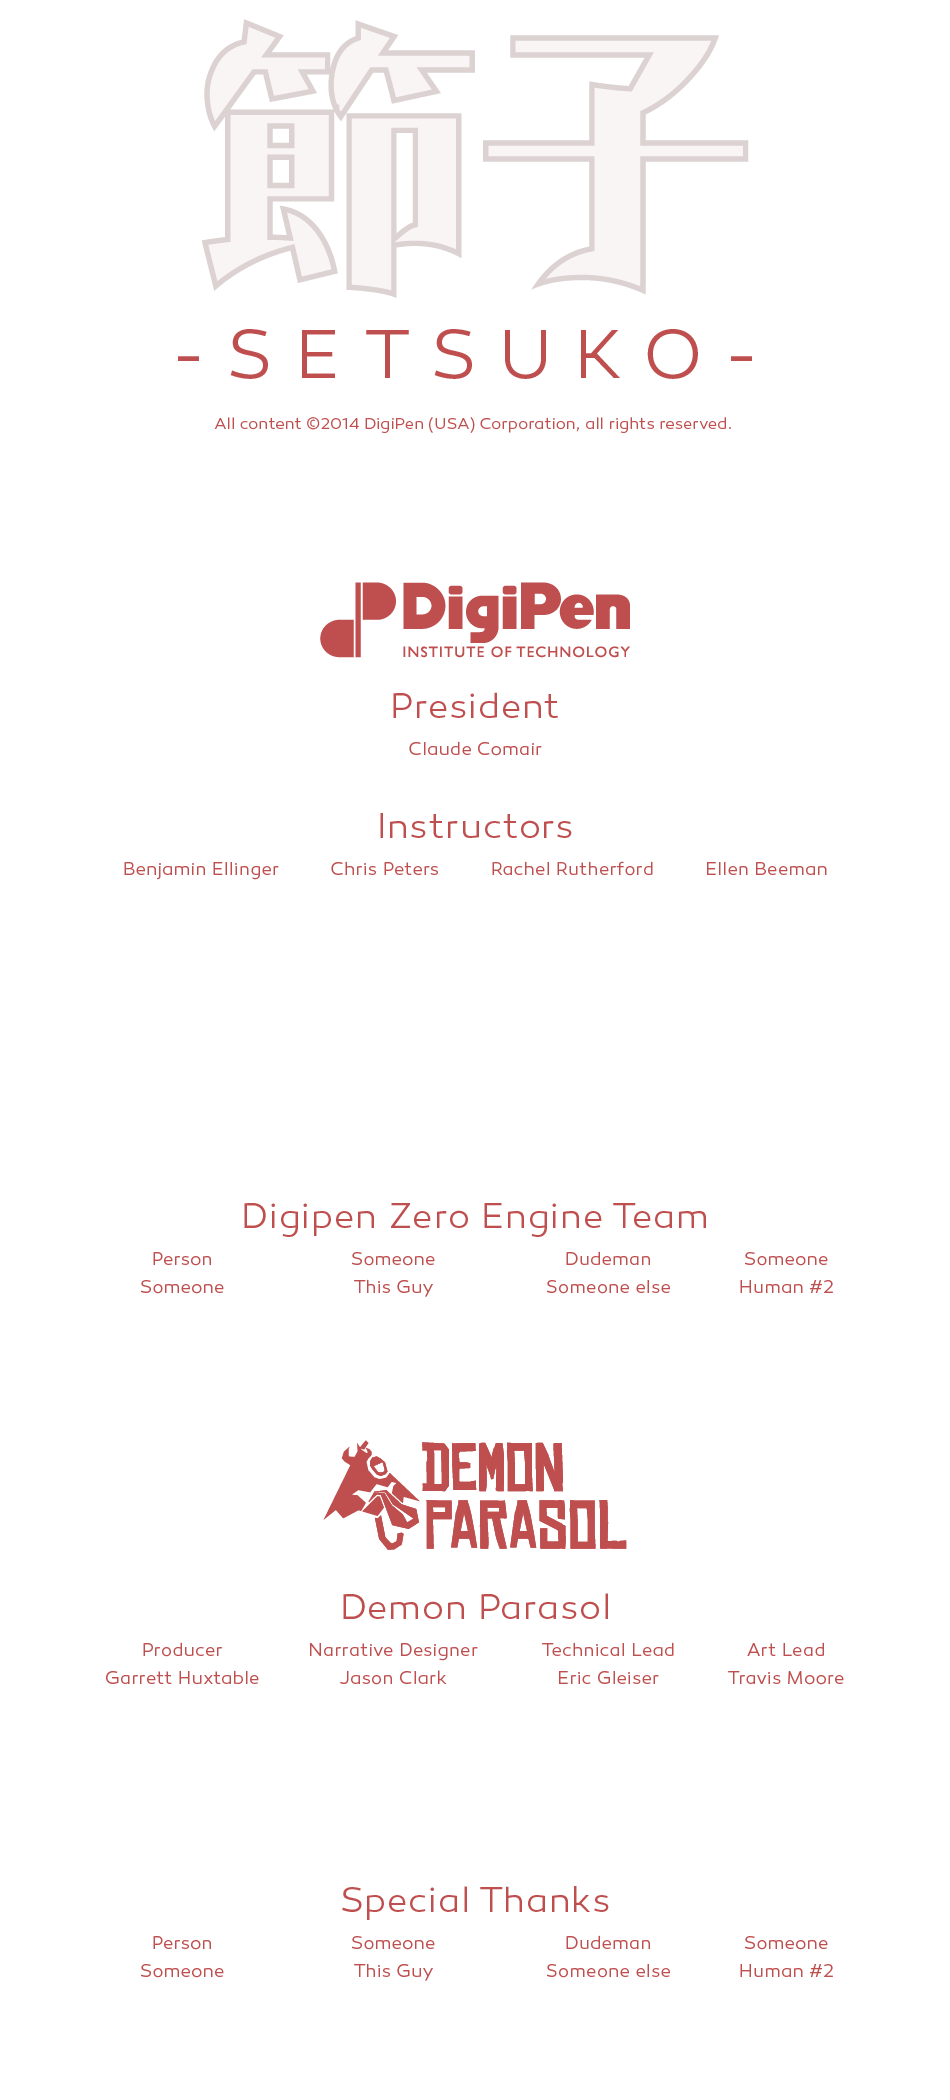 節子
- SETSUKO -
All content ©2014 DigiPen (USA) Corporation, all rights reserved.
DigiPen
INSTITUTE OF TECHNOLOGY
President
Claude Comair
Instructors
Benjamin Ellinger Chris Peters Rachel Rutherford Ellen Beeman
Digipen Zero Engine Team
Person Someone Dudeman Someone
Someone This Guy Someone else Human #2
DEMON
PARASOL
Demon Parasol
Producer Narrative Designer Technical Lead Art Lead
Garrett Huxtable Jason Clark Eric Gleiser Travis Moore
Special Thanks
Person Someone Dudeman Someone
Someone This Guy Someone else Human #2